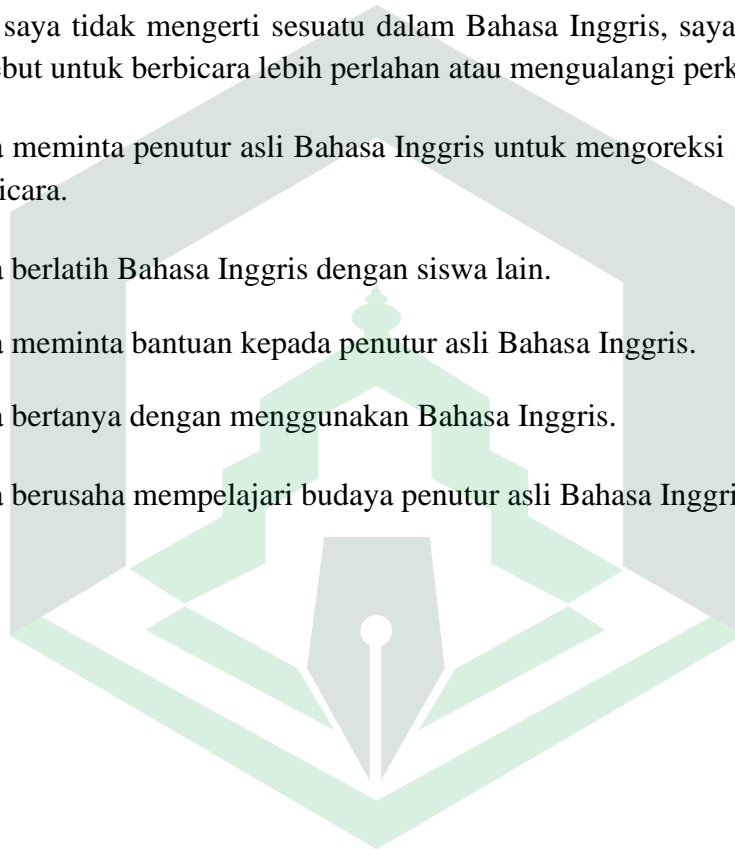 saya tidak mengerti sesuatu dalam Bahasa Inggris, saya
but untuk berbicara lebih perlahan atau mengualangi perk
a meminta penutur asli Bahasa Inggris untuk mengoreksi
icara.
a berlatih Bahasa Inggris dengan siswa lain.
a meminta bantuan kepada penutur asli Bahasa Inggris.
a bertanya dengan menggunakan Bahasa Inggris.
a berusaha mempelajari budaya penutur asli Bahasa Inggri